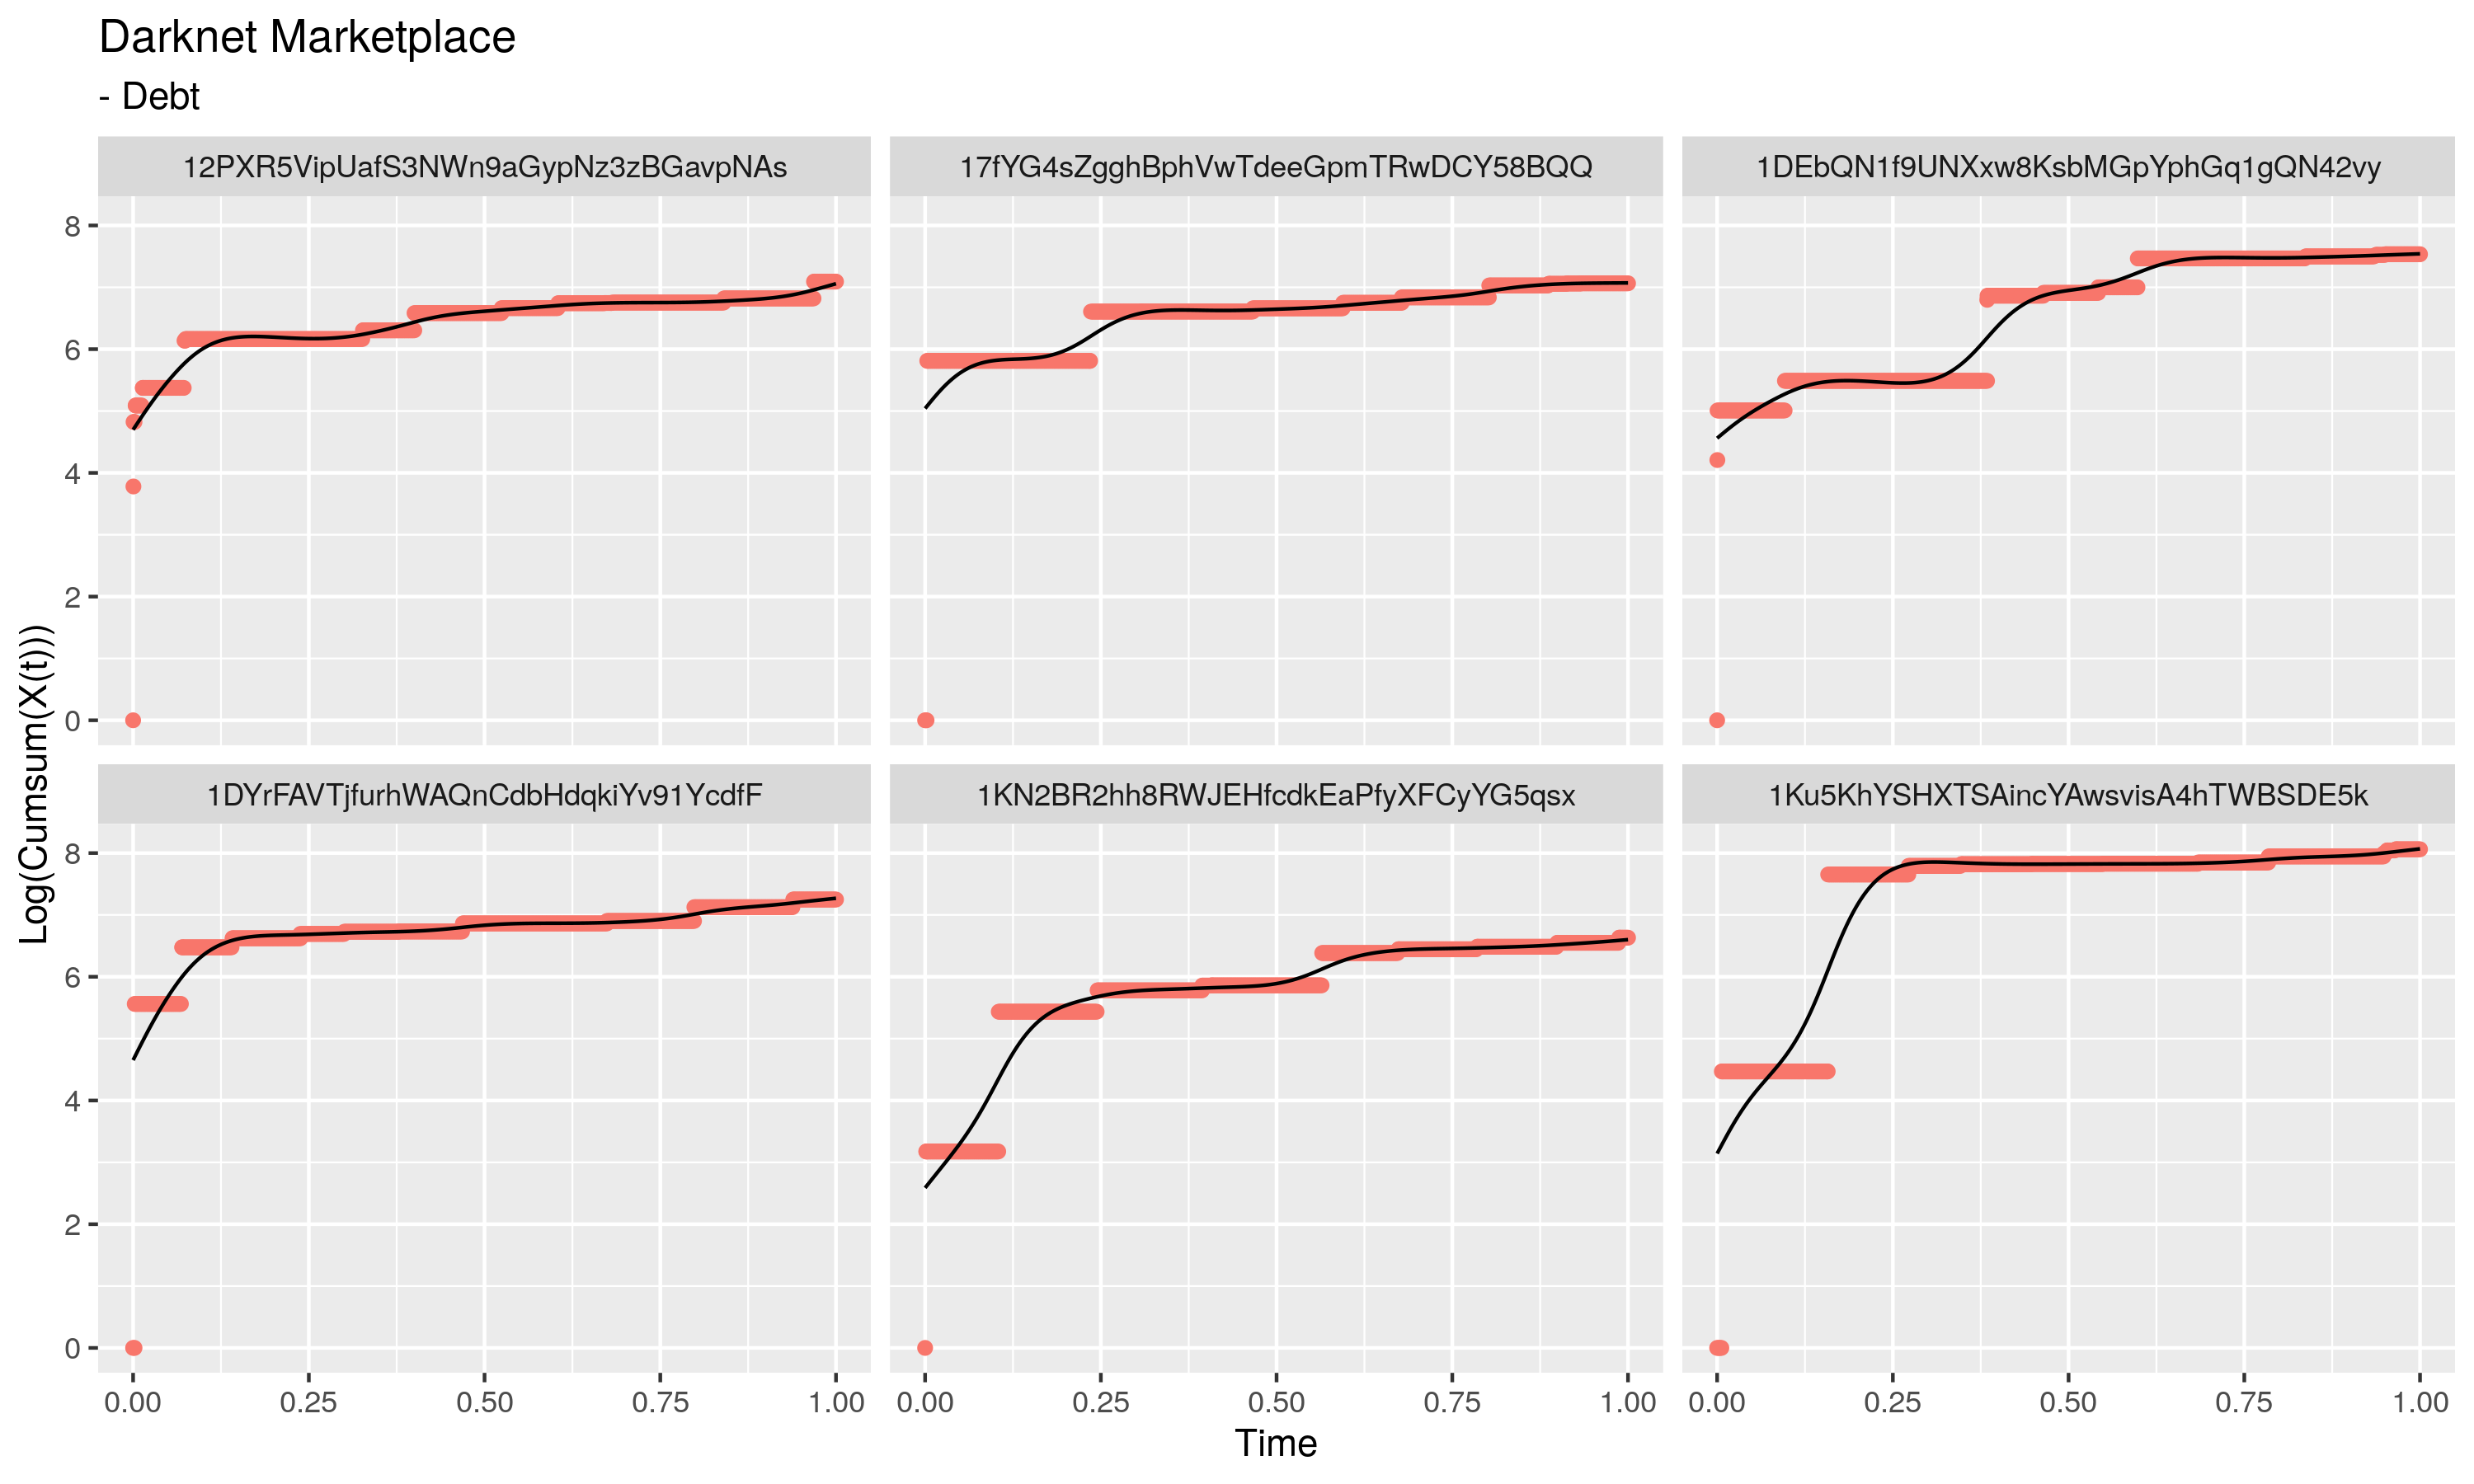 Darknet Marketplace
- Debt
12PXR5VipUafS3NWn9aGypNz3zBGavpNAs
17fYG4sZgghBphVwTdeeGpmTRwDCY58BQQ
1DEbQN1f9UNXxw8KsbMGpYphGq1gQN42vy
8
6
4
2
0
1DYrFAVTjfurhWAQnCdbHdqkiYv91YcdfF
1KN2BR2hh8RWJEHfcdkEaPfyXFCyYG5qsx
1Ku5KhYSHXTSAincYAwsvisA4hTWBSDE5k
8
6
4
2
0
Log(Cumsum(X(t)))
0.00 0.25 0.50 0.75 1.00
0.00 0.25 0.50 0.75 1.00
0.00 0.25 0.50 0.75 1.00
Time